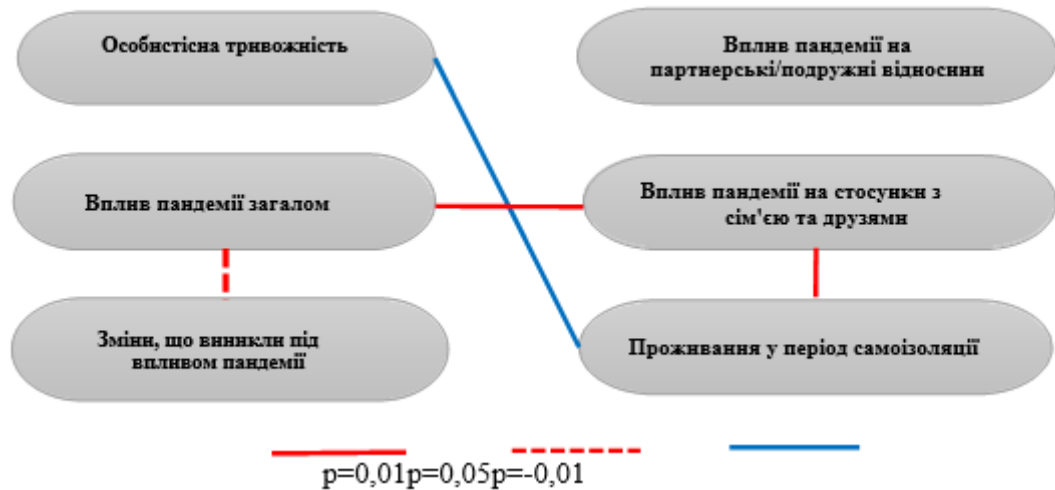 Особистісна тривожність
Вплив пандемії на
партнерські/подружні відносини
Вплив пандемії загалом
Вплив пандемії на стосунки з
сім'єю та друзями
Зміни, що виникли під
впливом пандемії
Проживання у період самоізоляції
p=0,01p=0,05p=-0,01